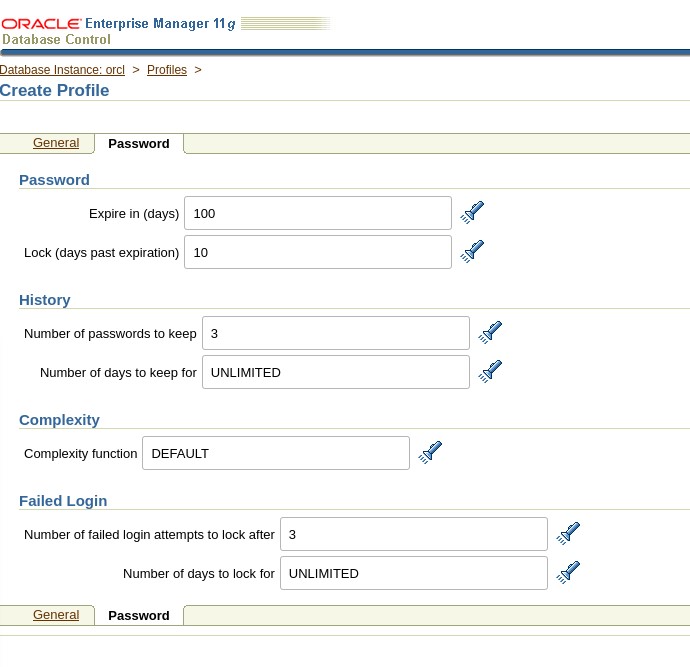 ORACLE Enterprise Manager 11g
Database Control
Database Instance: orcl > Profiles >
Create Profile
General Password
Password
Expire in (days) 100
Lock (days past expiration) 10
History
Number of passwords to keep 3
Number of days to keep for UNLIMITED
Complexity
Complexity function DEFAULT
Failed Login
Number of failed login attempts to lock after 3
Number of days to lock for UNLIMITED
General Password